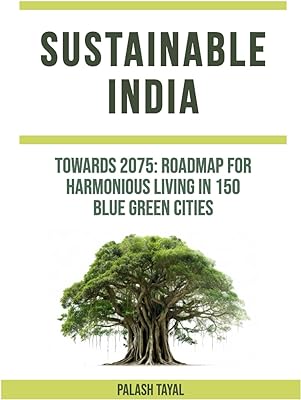 SUSTAINABLE
INDIA
TOWARDS 2075: ROADMAP FOR
HARMONIOUS LIVING IN 150
BLUE GREEN CITIES
PALASH TAYAL